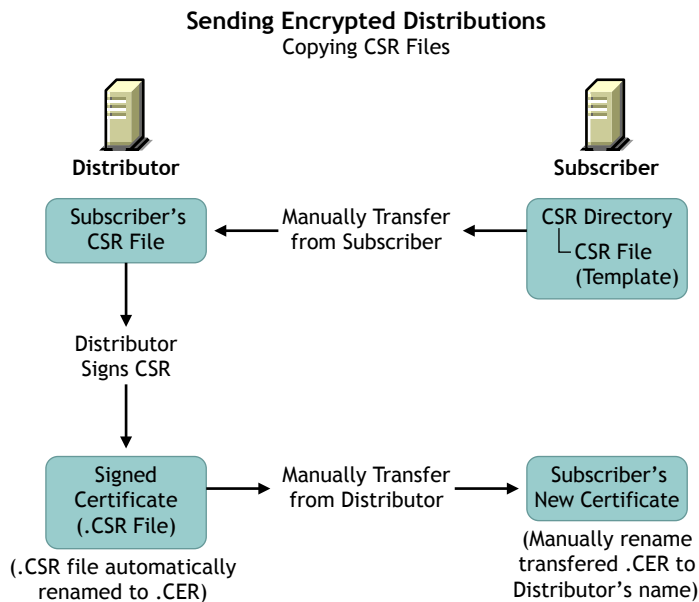 Sending Encrypted Distributions
Copying CSR Files
Distributor
Subscriber
Subscriber's
CSR File
Manually Transfer
from Subscriber
CSR Directory
CSR File
(Template)
Distributor
Signs CSR
Signed
Certificate
(.CSR File)
Manually Transfer
from Distributor
Subscriber's
New Certificate
(.CSR file automatically
renamed to .CER)
(Manually rename
transfered .CER to
Distributor's name)